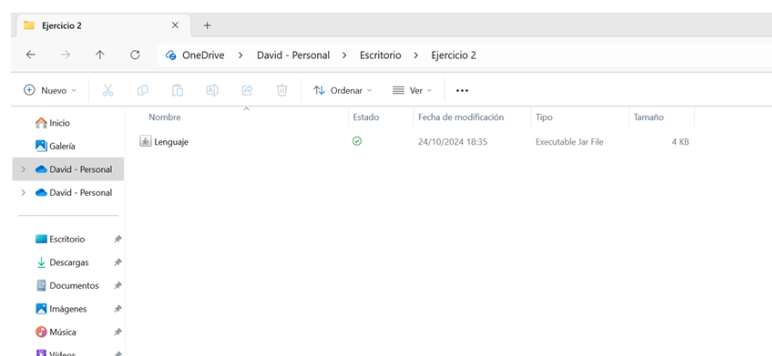 Ejercicio 2
OneDrive > David - Personal > Escritorio > Ejercicio 2
Nuevo Ordenar Ver
Nombre Estado Fecha de modificación Tipo Tamaño
Inicio
Lenguaje 24/10/2024 18:35 Executable Jar File 4 KB
Galería
David - Personal
David - Personal
Escritorio
Descargas
Documentos
Imágenes
Música
Vídeos